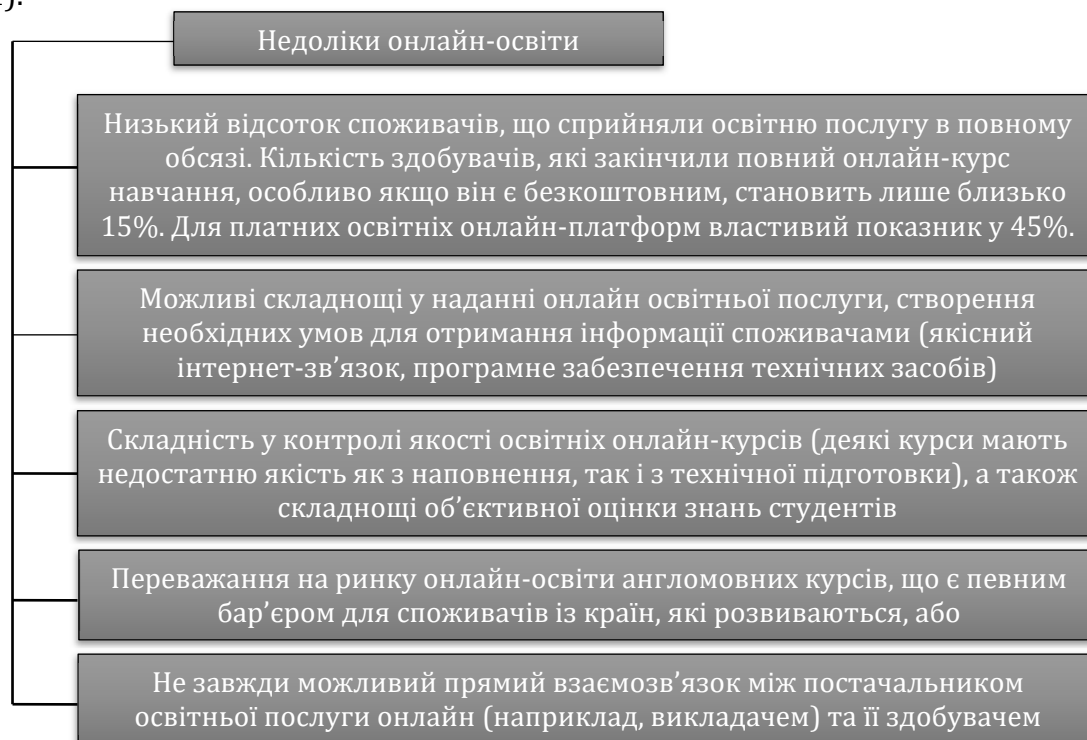 ).
Недоліки онлайн-освіти
Низький відсоток споживачів, що сприйняли освітню послугу в повному
обсязі. Кількість здобувачів, які закінчили повний онлайн-курс
навчання, особливо якщо він є безкоштовним, становить лише близько
15%. Для платних освітніх онлайн-платформ властивий показник у 45%.
Можливі складнощі у наданні онлайн освітньої послуги, створення
необхідних умов для отримання інформації споживачами (якісний
інтернет-зв’язок, програмне забезпечення технічних засобів)
Складність у контролі якості освітніх онлайн-курсів (деякі курси мають
недостатню якість як з наповнення, так і з технічної підготовки), а також
складнощі об’єктивної оцінки знань студентів
Переважання на ринку онлайн-освіти англомовних курсів, що є певним
бар’єром для споживачів із країн, які розвиваються, або
Не завжди можливий прямий взаємозв’язок між постачальником
освітньої послуги онлайн (наприклад, викладачем) та її здобувачем